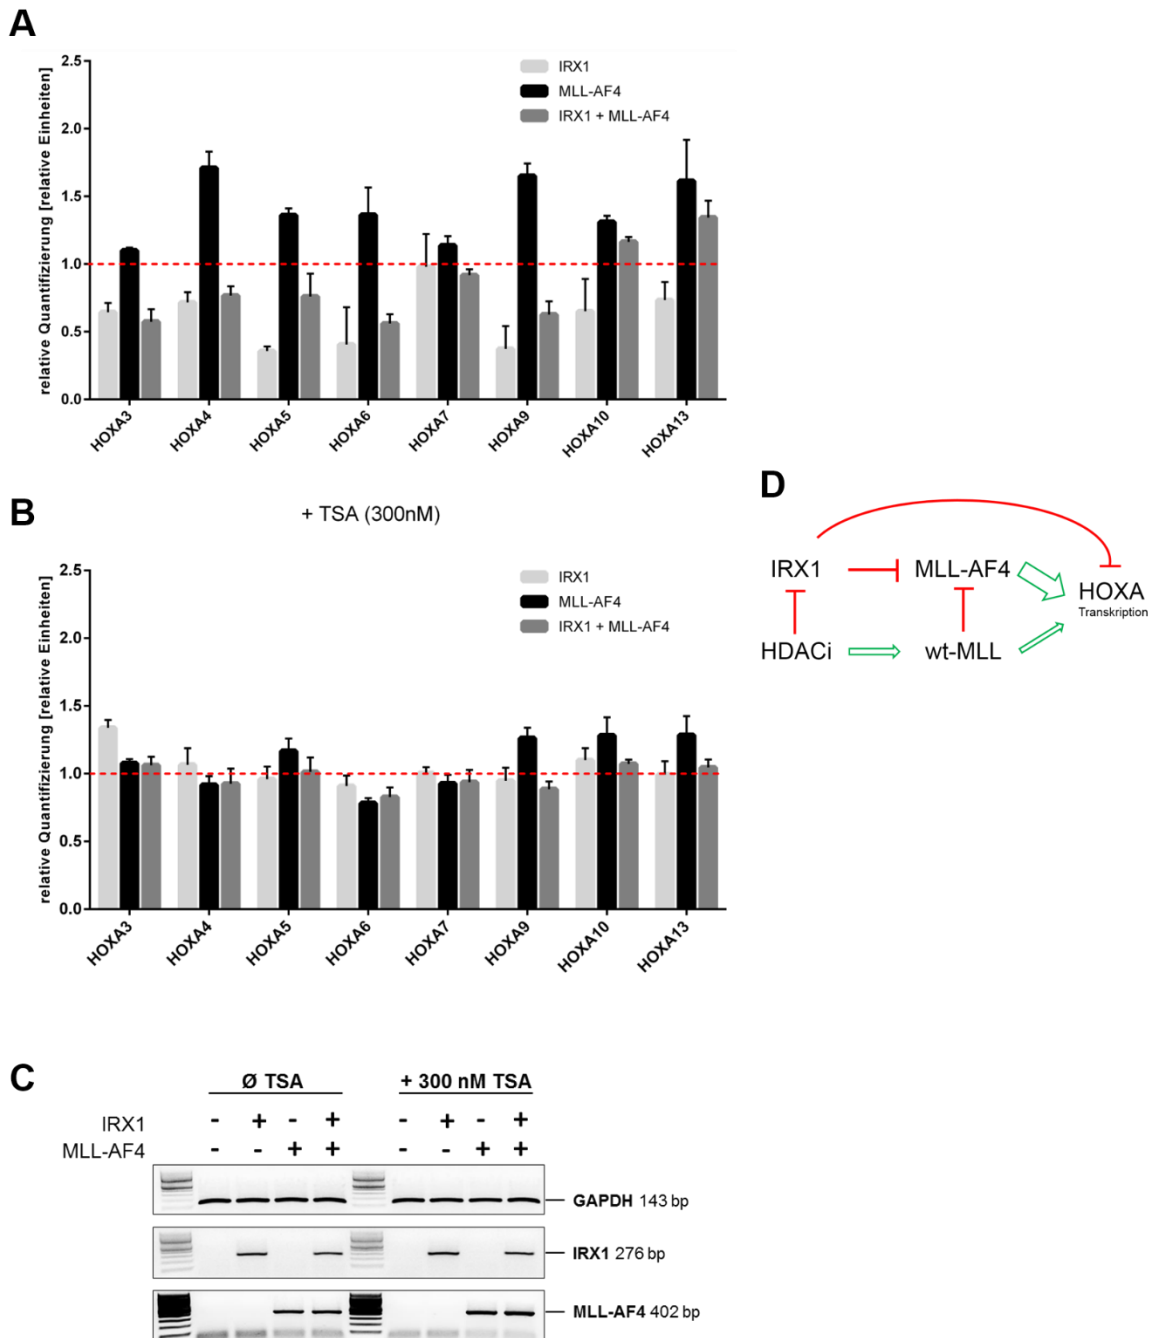 A
relative Quantifizierung [relative Einheiten]
2.5
2.0
1.5
1.0
0.5
0.0
IRX1
MLL-AF4
IRX1 + MLL-AF4
HOXA3
HOXA4
HOXA5
HOXA6
HOXA7
HOXA9
HOXA10
HOXA13
B
+ TSA (300nM)
relative Quantifizierung [relative Einheiten]
2.5
2.0
1.5
1.0
0.5
0.0
IRX1
MLL-AF4
IRX1 + MLL-AF4
HOXA3
HOXA4
HOXA5
HOXA6
HOXA7
HOXA9
HOXA10
HOXA13
C
Ø TSA
+ 300 nM TSA
IRX1 - + - + - + - +
MLL-AF4 - - + + - - + +
GAPDH 143 bp
IRX1 276 bp
MLL-AF4 402 bp
D
IRX1
MLL-AF4
HOXA
Transkription
HDACi
wt-MLL